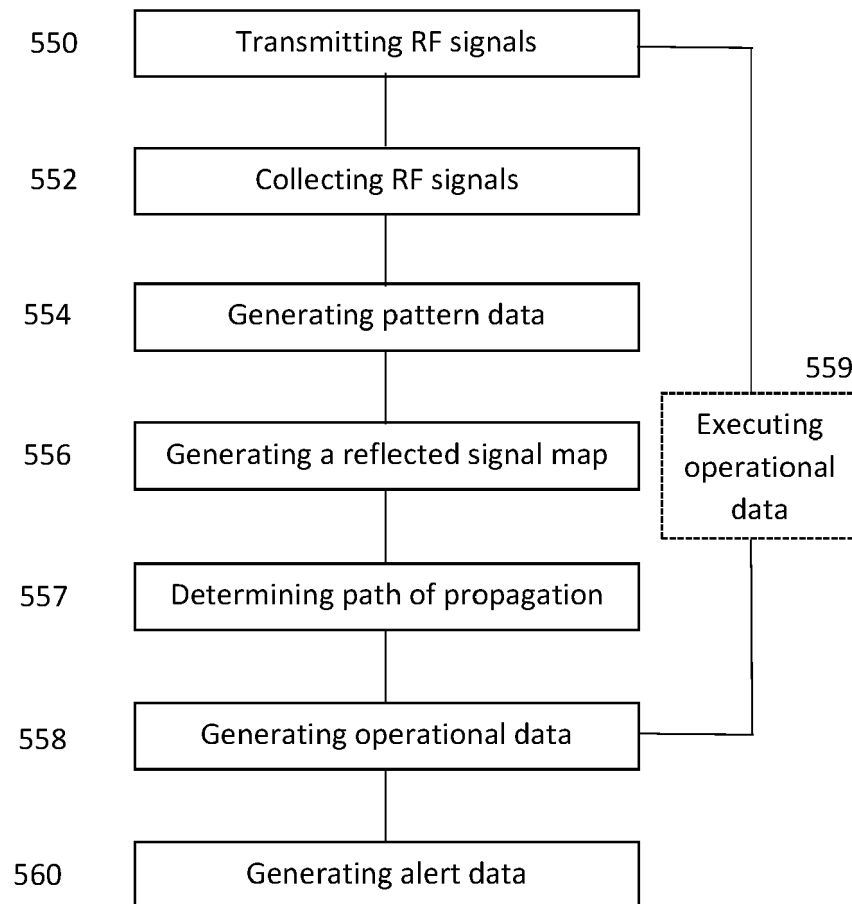 550
Transmitting RF signals
552
Collecting RF signals
554
Generating pattern data
559
556
Generating a reflected signal map
Executing
operational
data
557
Determining path of propagation
558
Generating operational data
560
Generating alert data